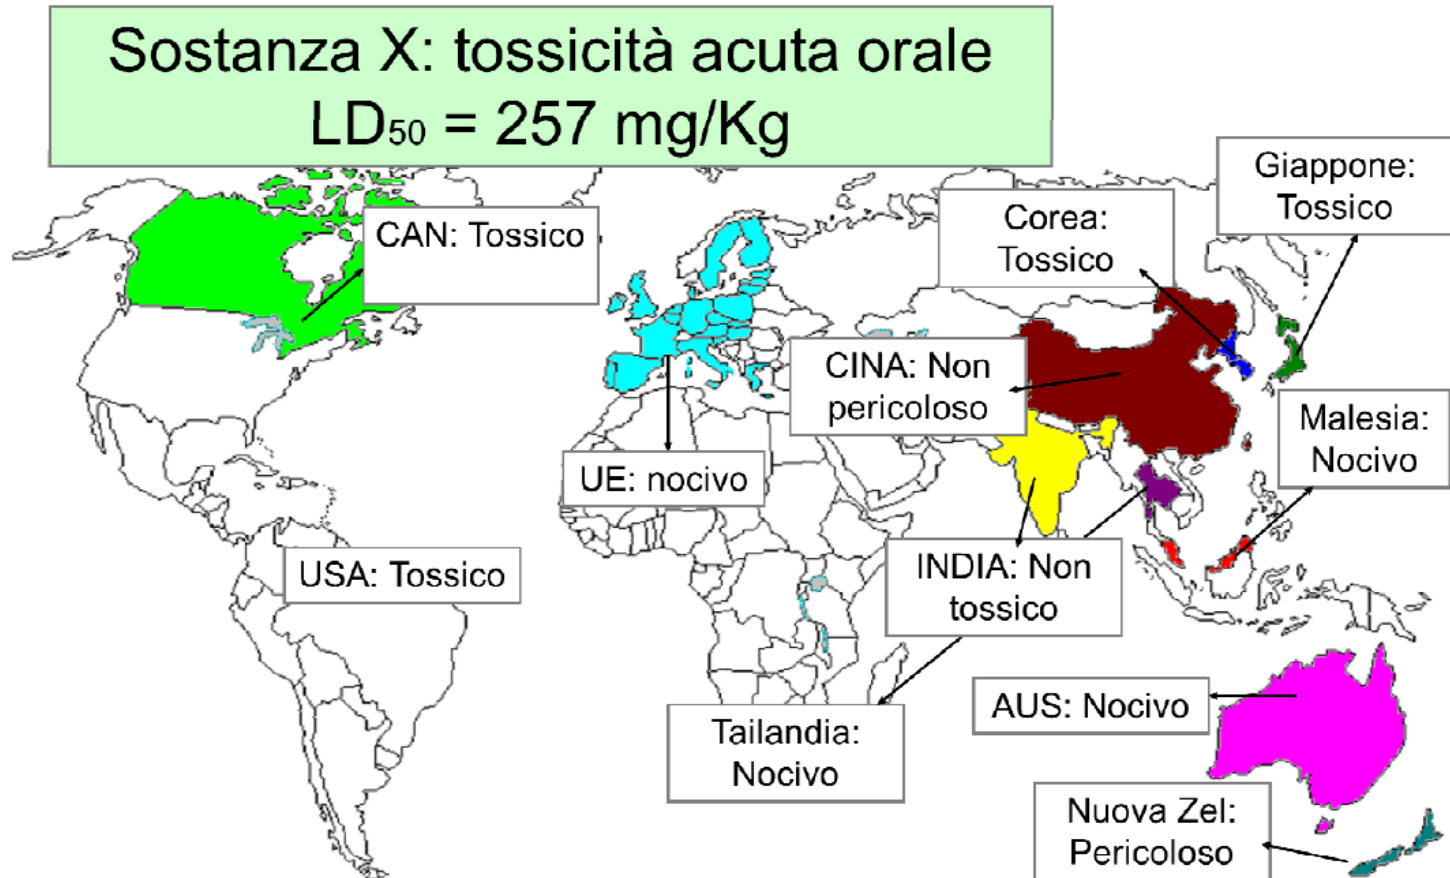 Sostanza X: tossicità acuta orale
LD50 = 257 mg/Kg
Giappone:
Tossico
Corea:
Tossico
CAN: Tossico
CINA: Non
pericoloso
Malesia:
Nocivo
UE: nocivo
USA: Tossico
INDIA: Non
tossico
AUS: Nocivo
Tailandia:
Nocivo
Nuova Zel:
Pericoloso